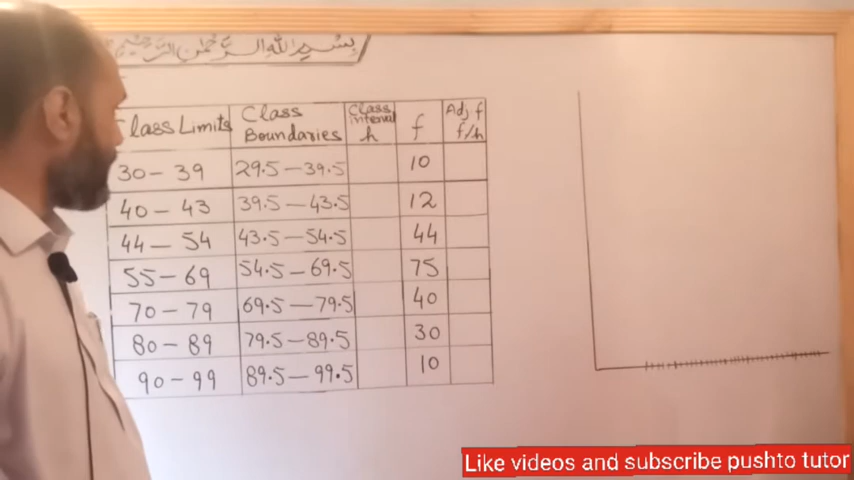 بسم الله الرحمن الرحيم
Class Limits Class Boundaries Class interval h f Adj f f/h
30 - 39 29.5 - 39.5 10
40 - 43 39.5 - 43.5 12
44 - 54 43.5 - 54.5 44
55 - 69 54.5 - 69.5 75
70 - 79 69.5 - 79.5 40
80 - 89 79.5 - 89.5 30
90 - 99 89.5 - 99.5 10
Like videos and subscribe pushto tutor